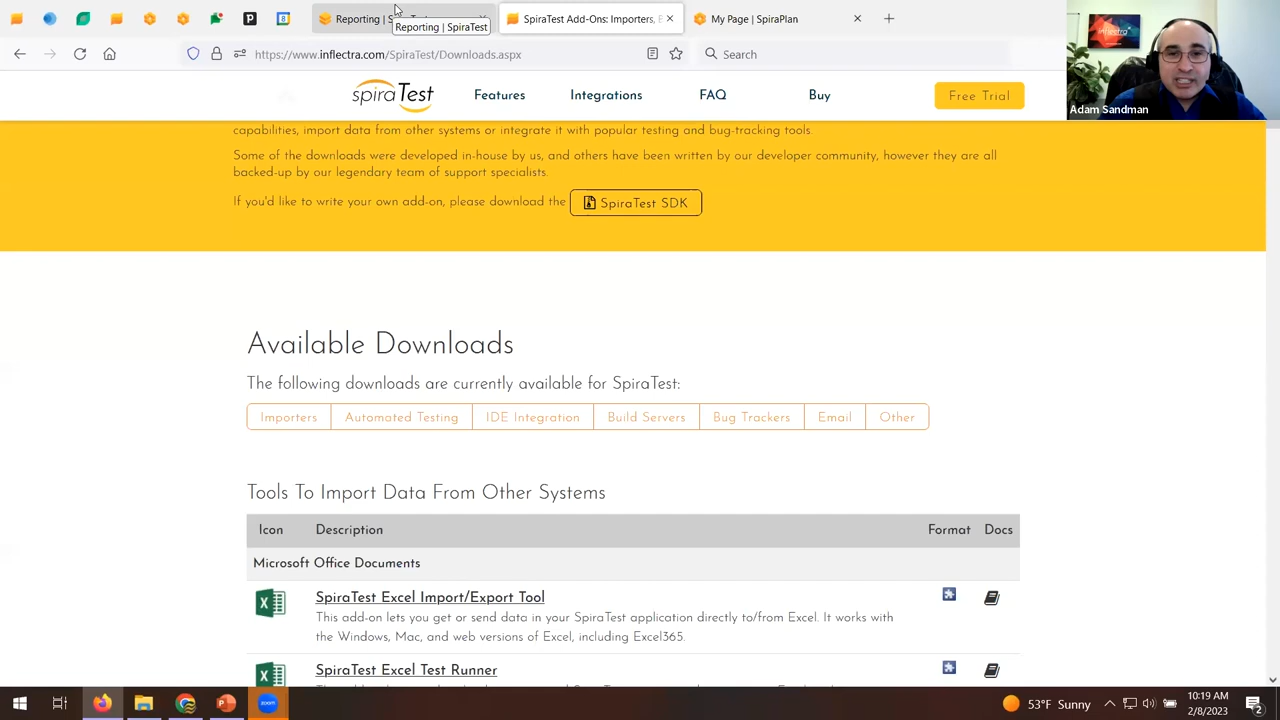 Reporting | S
Reporting | SpiraTest
SpiraTest Add-Ons: Importers, E
My Page | SpiraPlan
https://www.inflectra.com/SpiraTest/Downloads.aspx
Search
inflectra
Adam Sandman
spiraTest
Features
Integrations
FAQ
Buy
Free Trial
capabilities, import data from other systems or integrate it with popular testing and bug-tracking tools.
Some of the downloads were developed in-house by us, and others have been written by our developer community, however they are all
backed-up by our legendary team of support specialists.
If you'd like to write your own add-on, please download the
SpiraTest SDK
Available Downloads
The following downloads are currently available for SpiraTest:
Importers
Automated Testing
IDE Integration
Build Servers
Bug Trackers
Email
Other
Tools To Import Data From Other Systems
Icon Description Format Docs
Microsoft Office Documents
SpiraTest Excel Import/Export Tool
This add-on lets you get or send data in your SpiraTest application directly to/from Excel. It works with
the Windows, Mac, and web versions of Excel, including Excel365.
SpiraTest Excel Test Runner
zoom
53°F Sunny
10:19 AM
2/8/2023
2